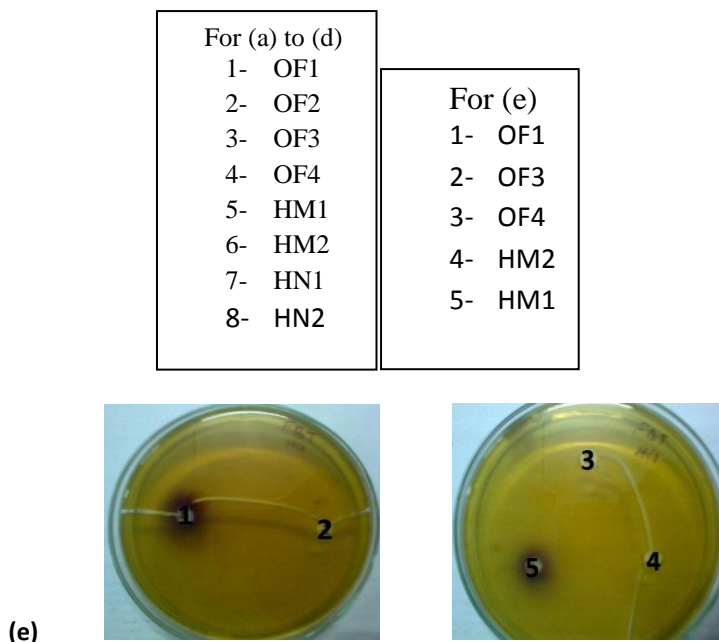 For (a) to (d)
1- OF1
2- OF2
3- OF3
4- OF4
5- HM1
6- HM2
7- HN1
8- HN2
For (e)
1- OF1
2- OF3
3- OF4
4- HM2
5- HM1
1
2
3
4
5
(e)